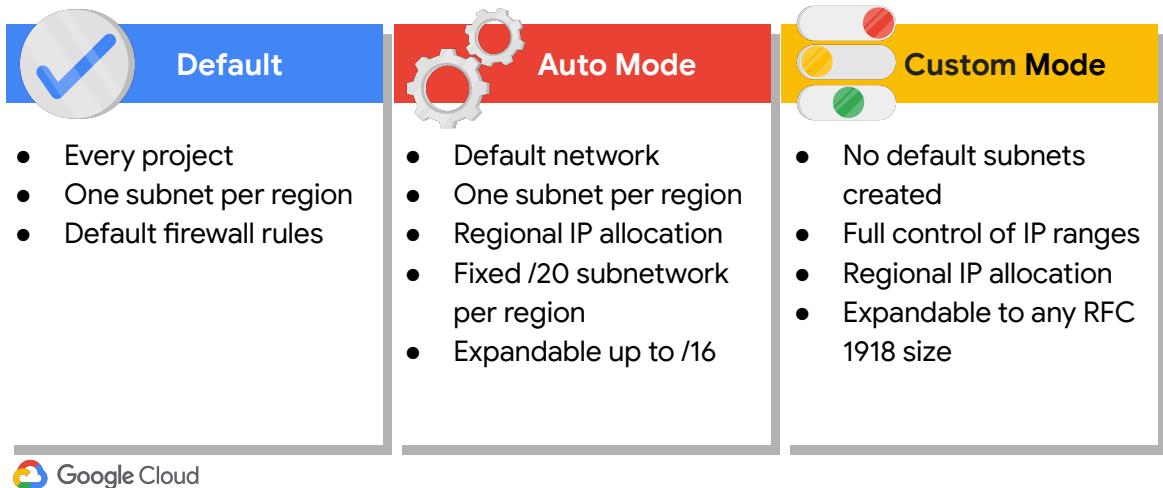 Default
● Every project
● One subnet per region
● Default firewall rules
Auto Mode
● Default network
● One subnet per region
● Regional IP allocation
● Fixed /20 subnetwork
per region
● Expandable up to /16
Custom Mode
● No default subnets
created
● Full control of IP ranges
● Regional IP allocation
● Expandable to any RFC
1918 size
Google Cloud